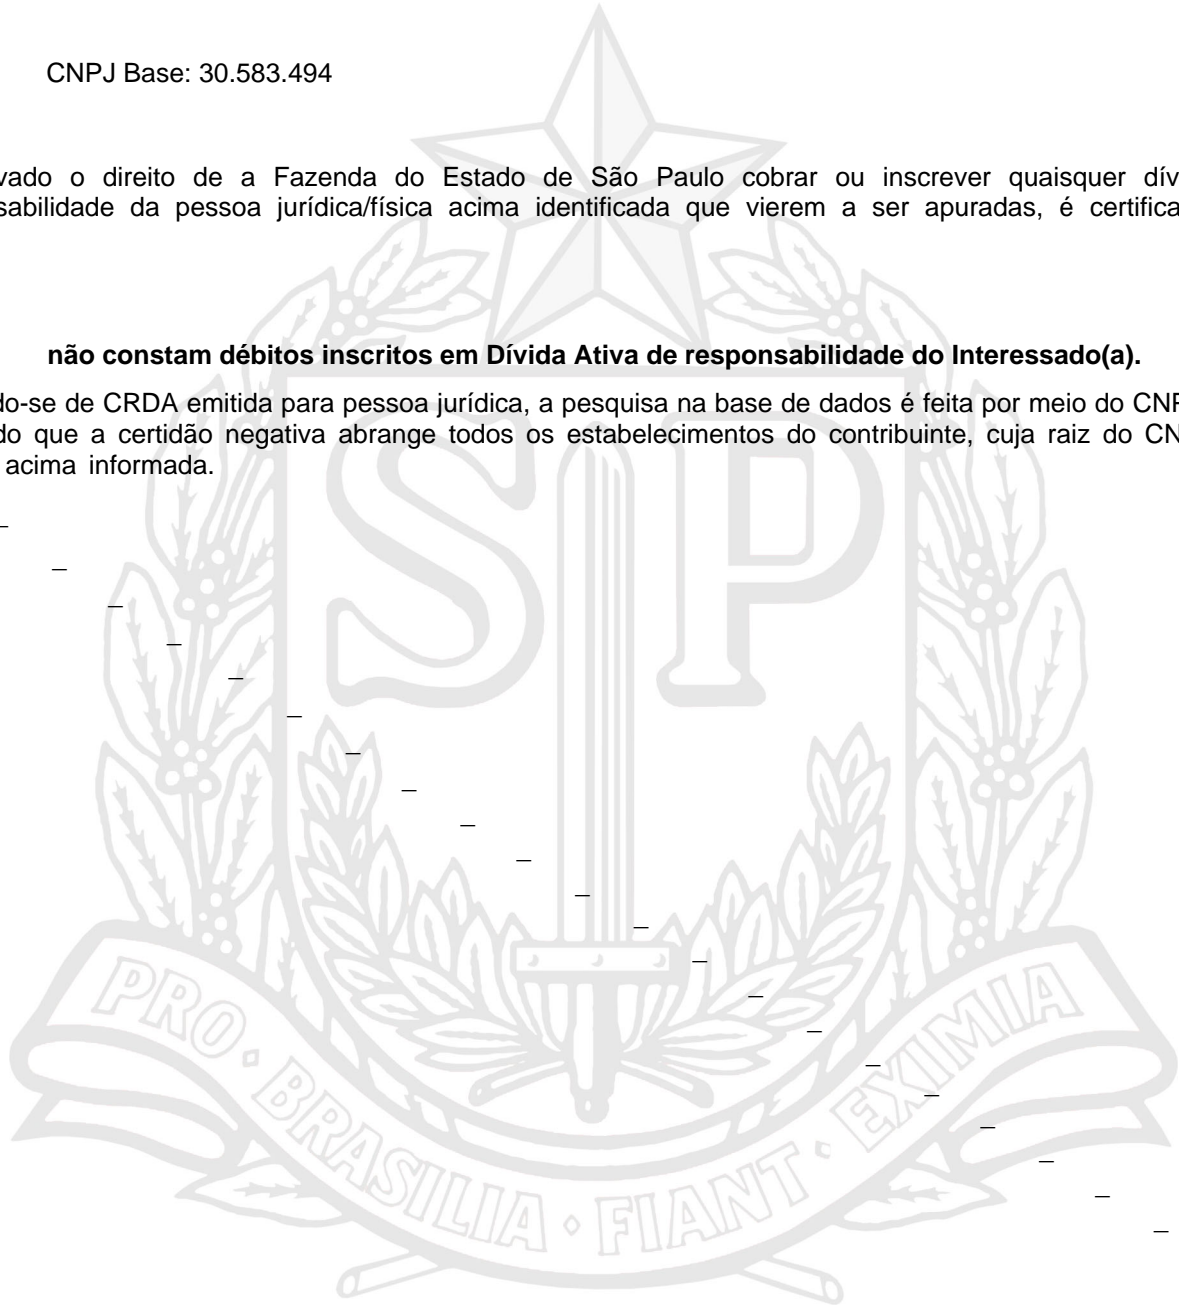 CNPJ Base: 30.583.494
vado o direito de a Fazenda do Estado de São Paulo cobrar ou inscrever quaisquer dív
sabilidade da pessoa jurídica/física acima identificada que vierem a ser apuradas, é certifica
não constam débitos inscritos em Dívida Ativa de responsabilidade do Interessado(a).
do-se de CRDA emitida para pessoa jurídica, a pesquisa na base de dados é feita por meio do CNP
do que a certidão negativa abrange todos os estabelecimentos do contribuinte, cuja raiz do CN
acima informada.
SP
PRO • BRASILIA • FIANT • EXIMIA